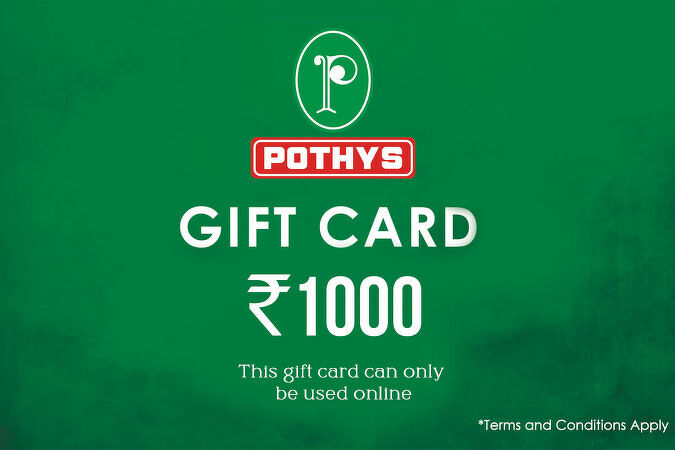 P
POTHYS
GIFT CARD
₹1000
This gift card can only
be used online
*Terms and Conditions Apply